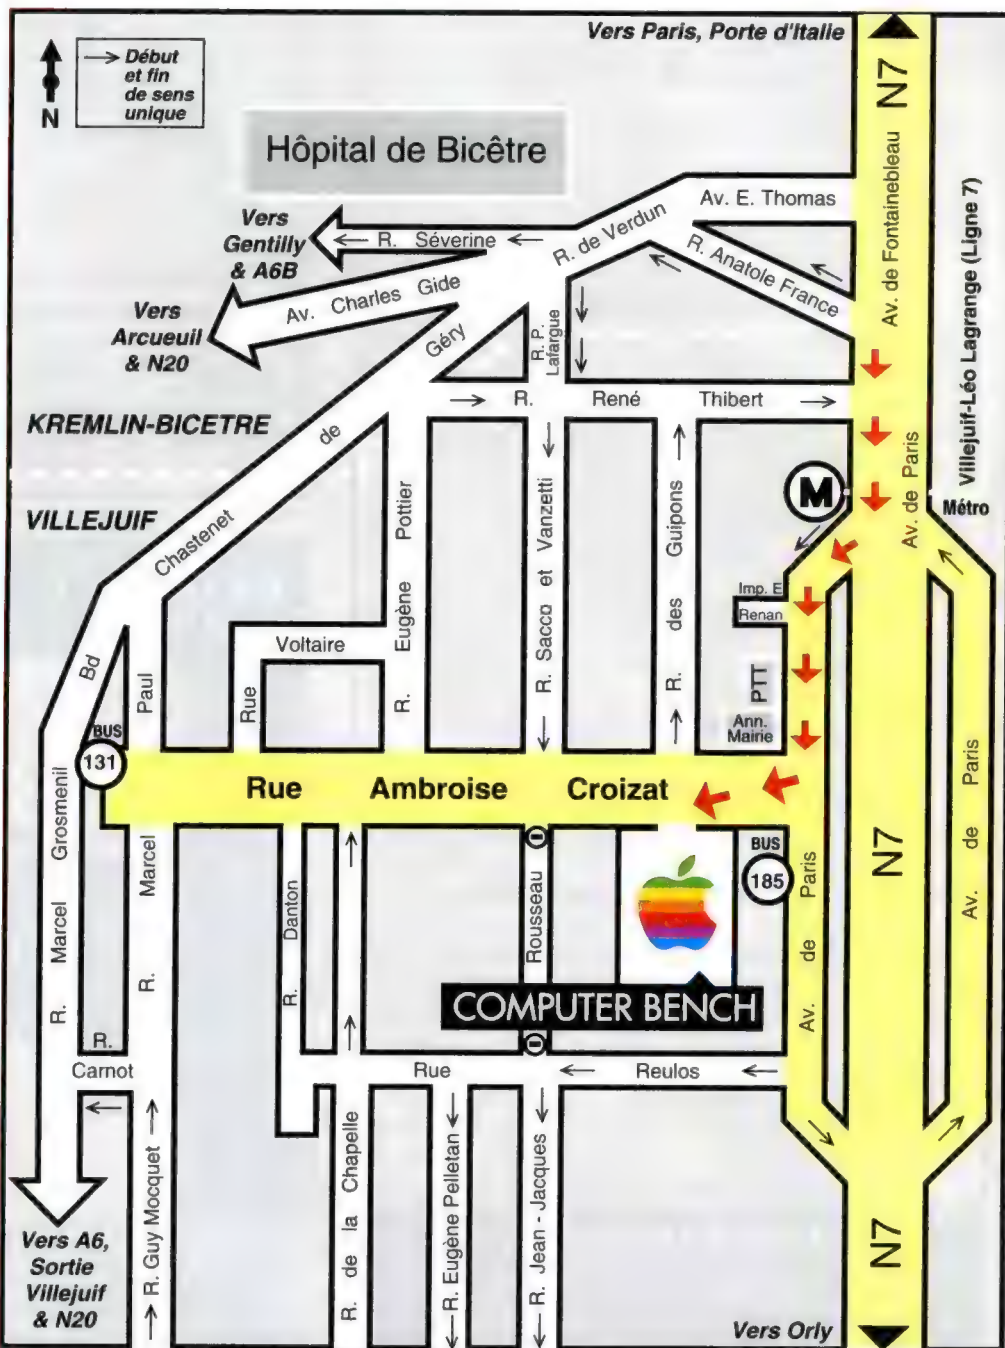 Vers Paris, Porte d'Italie
N7
Début
et fin
de sens
unique
N
Hôpital de Bicêtre
Av. E. Thomas
Av. de Fontainebleau
Villejuif-Léo Lagrange (Ligne 7)
Vers
Gentilly
& A6B
R. Séverine
R. de Verdun
R. Anatole France
Av. Charles Gide
Vers
Arcueuil
& N20
R. P.
Lafargue
R. René Thibert
KREMLIN-BICETRE
VILLEJUIF
Bd Chastenet de Géry
M
Métro
Av. de Paris
R. Eugène Pottier
R. Sacco et Vanzetti
R. des Guipons
Imp. E
Renan
Rue Voltaire
PTT
Ann.
Mairie
BUS
131
Paul
Rue Ambroise Croizat
N7
Av. de Paris
R. Marcel Grosmenil
R. Marcel
R. Danton
Rousseau
BUS
185
Av. de Paris
COMPUTER BENCH
R.
Carnot
Rue Reulos
R. Guy Mocquet
R. de la Chapelle
R. Eugène Pelletan
R. Jean - Jacques
Vers A6,
Sortie
Villejuif
& N20
N7
Vers Orly